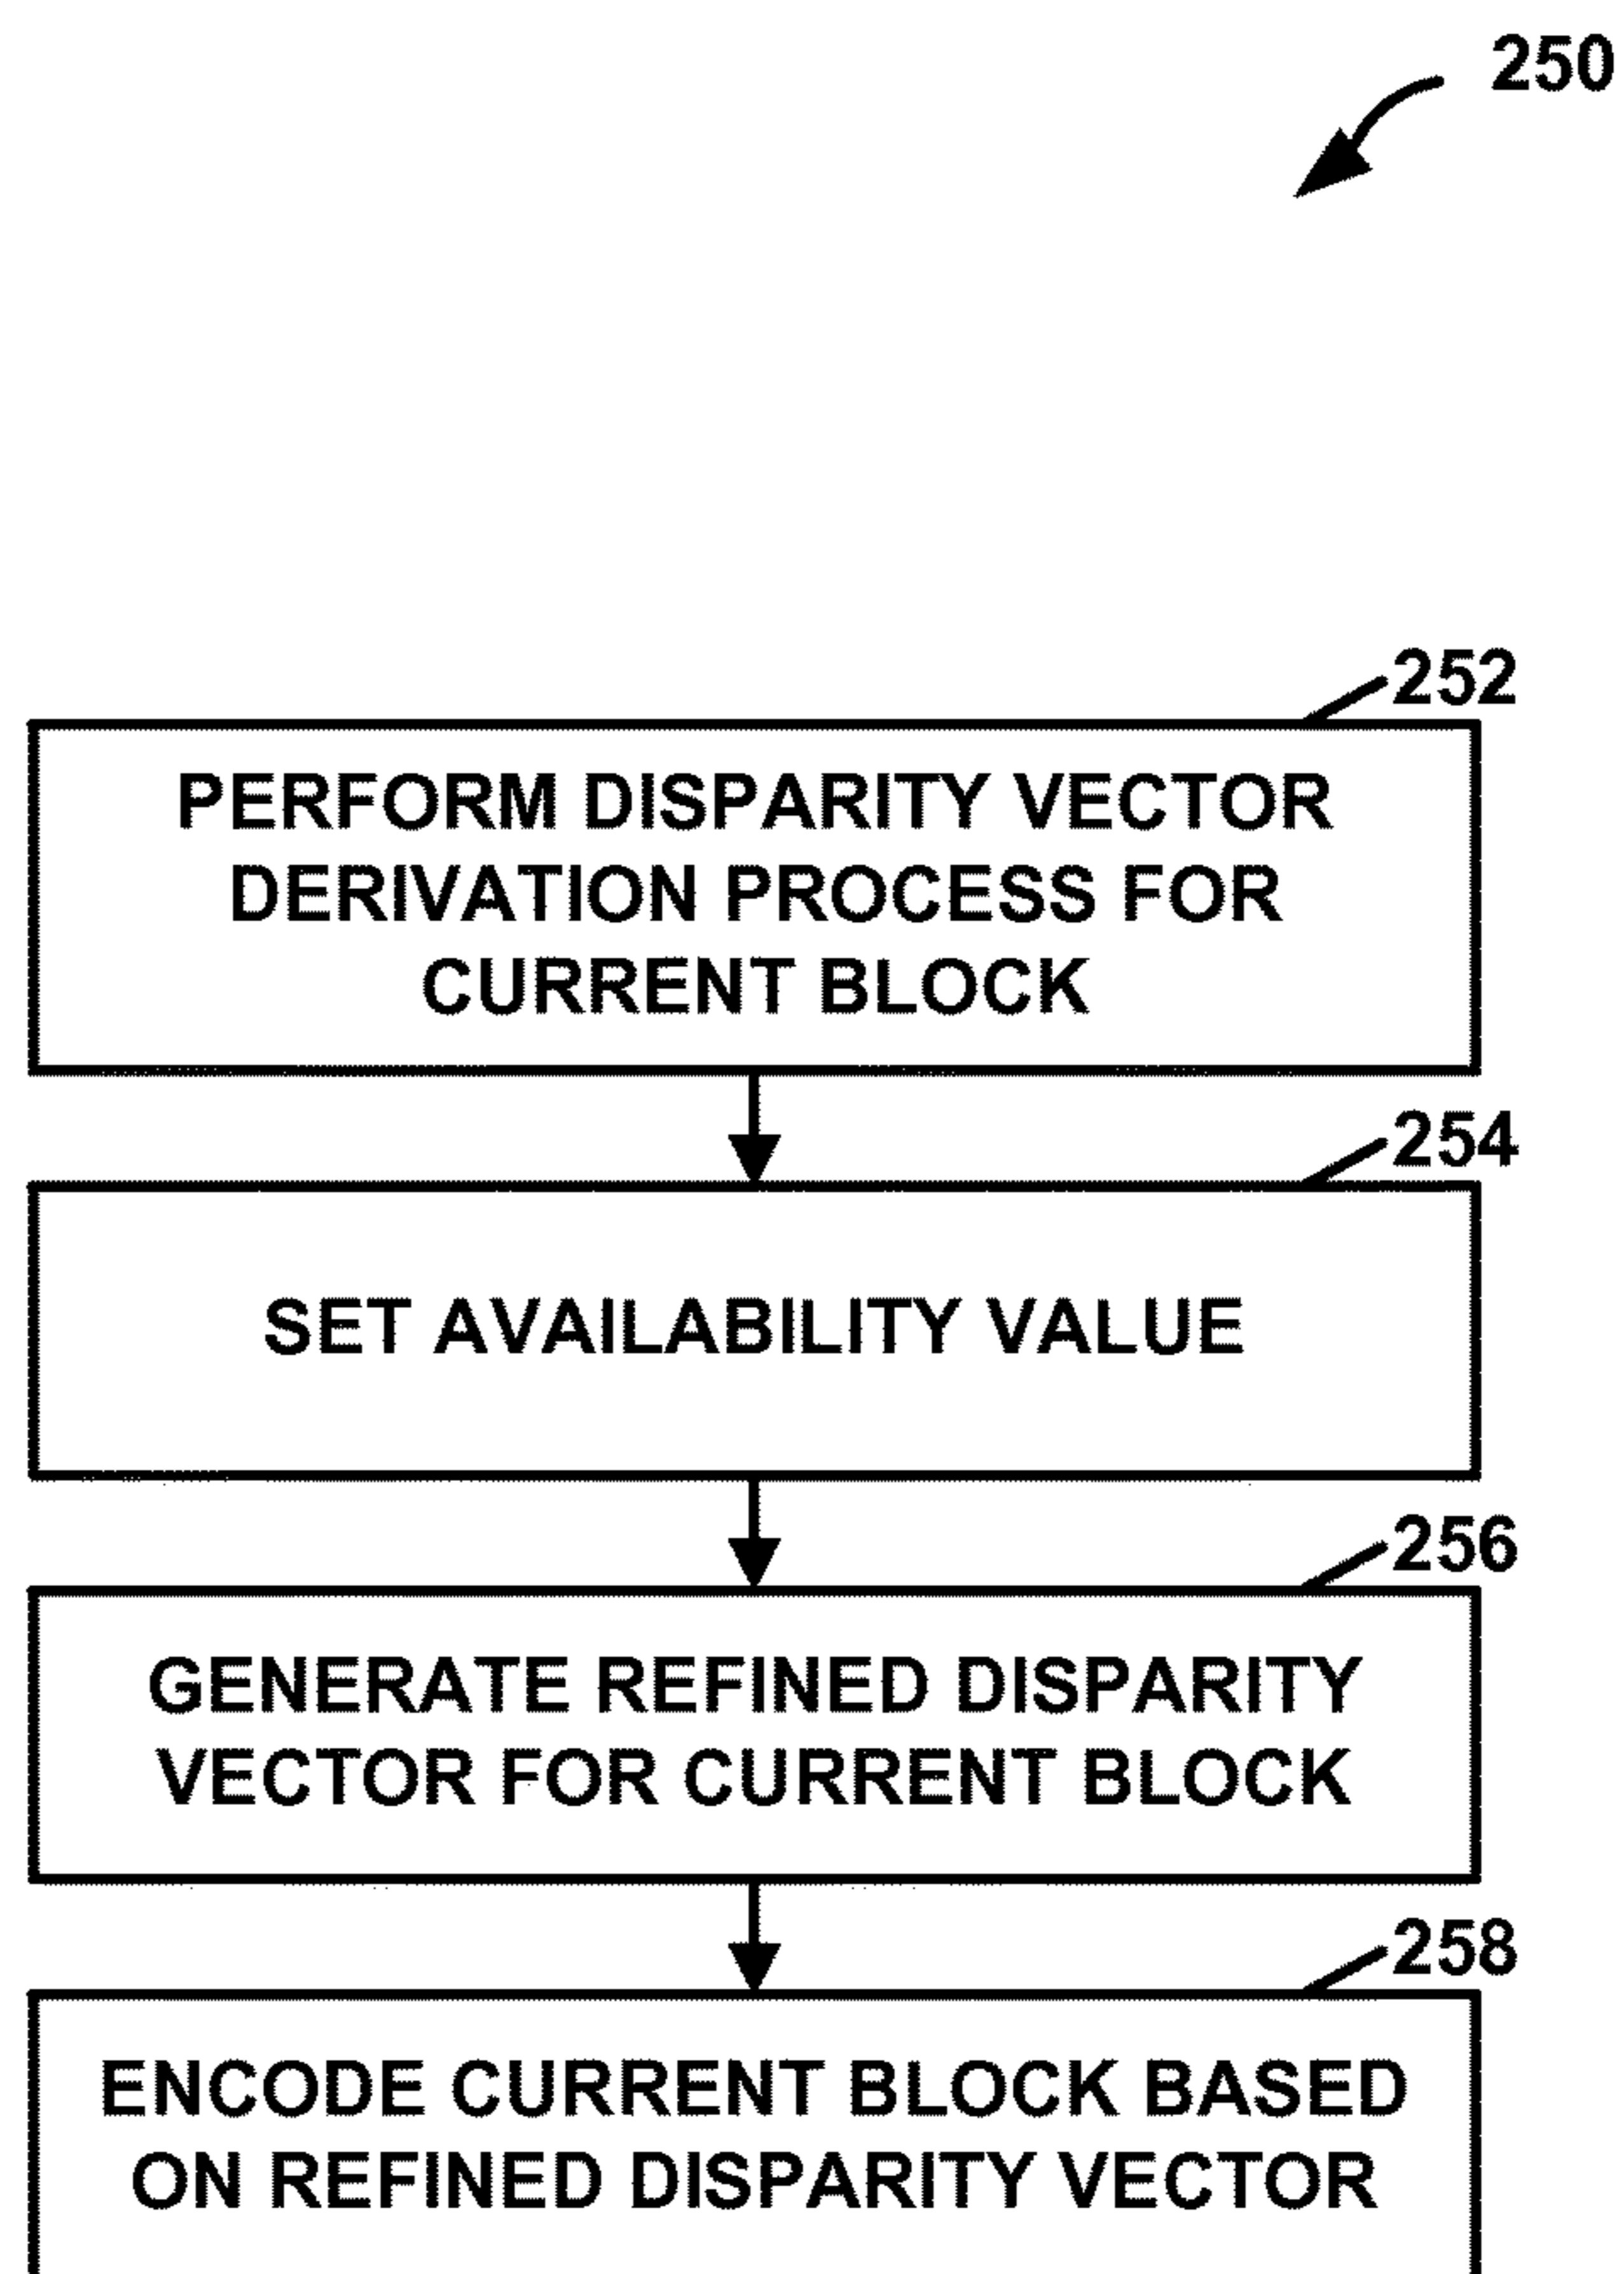 250
252
PERFORM DISPARITY VECTOR
DERIVATION PROCESS FOR
CURRENT BLOCK
254
SET AVAILABILITY VALUE
256
GENERATE REFINED DISPARITY
VECTOR FOR CURRENT BLOCK
258
ENCODE CURRENT BLOCK BASED
ON REFINED DISPARITY VECTOR